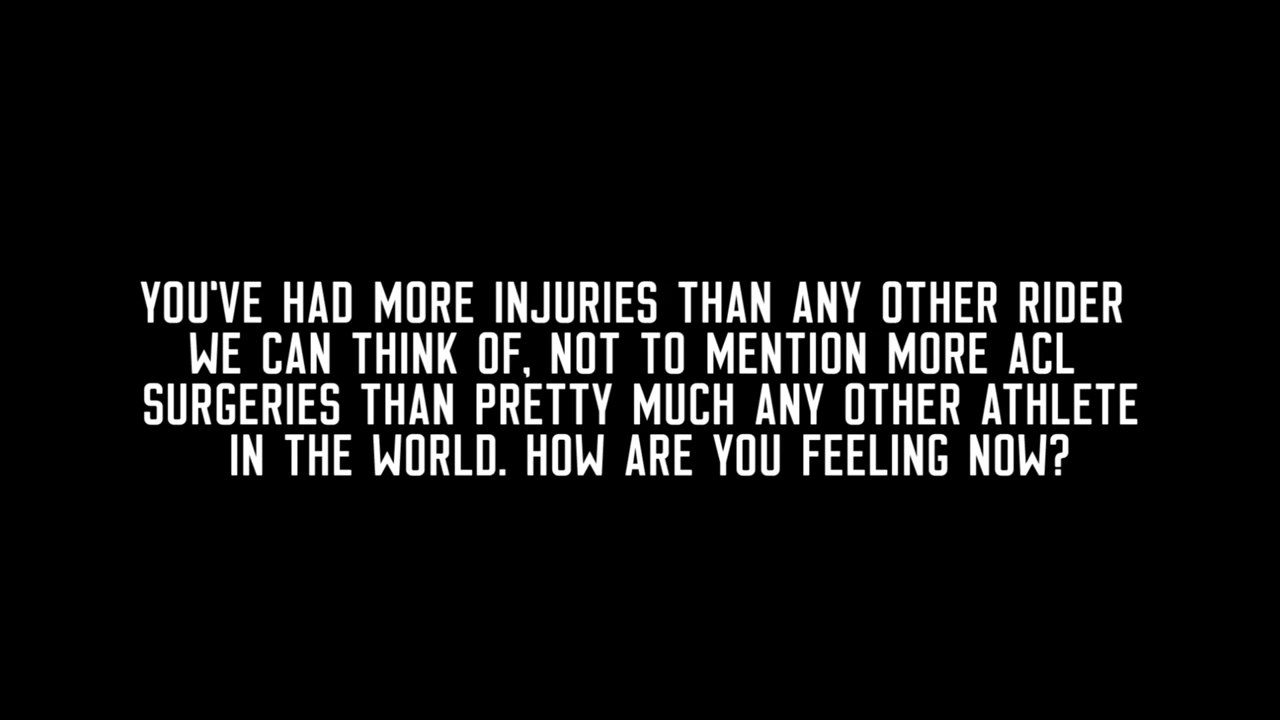 YOU'VE HAD MORE INJURIES THAN ANY OTHER RIDER
WE CAN THINK OF, NOT TO MENTION MORE ACL
SURGERIES THAN PRETTY MUCH ANY OTHER ATHLETE
IN THE WORLD. HOW ARE YOU FEELING NOW?